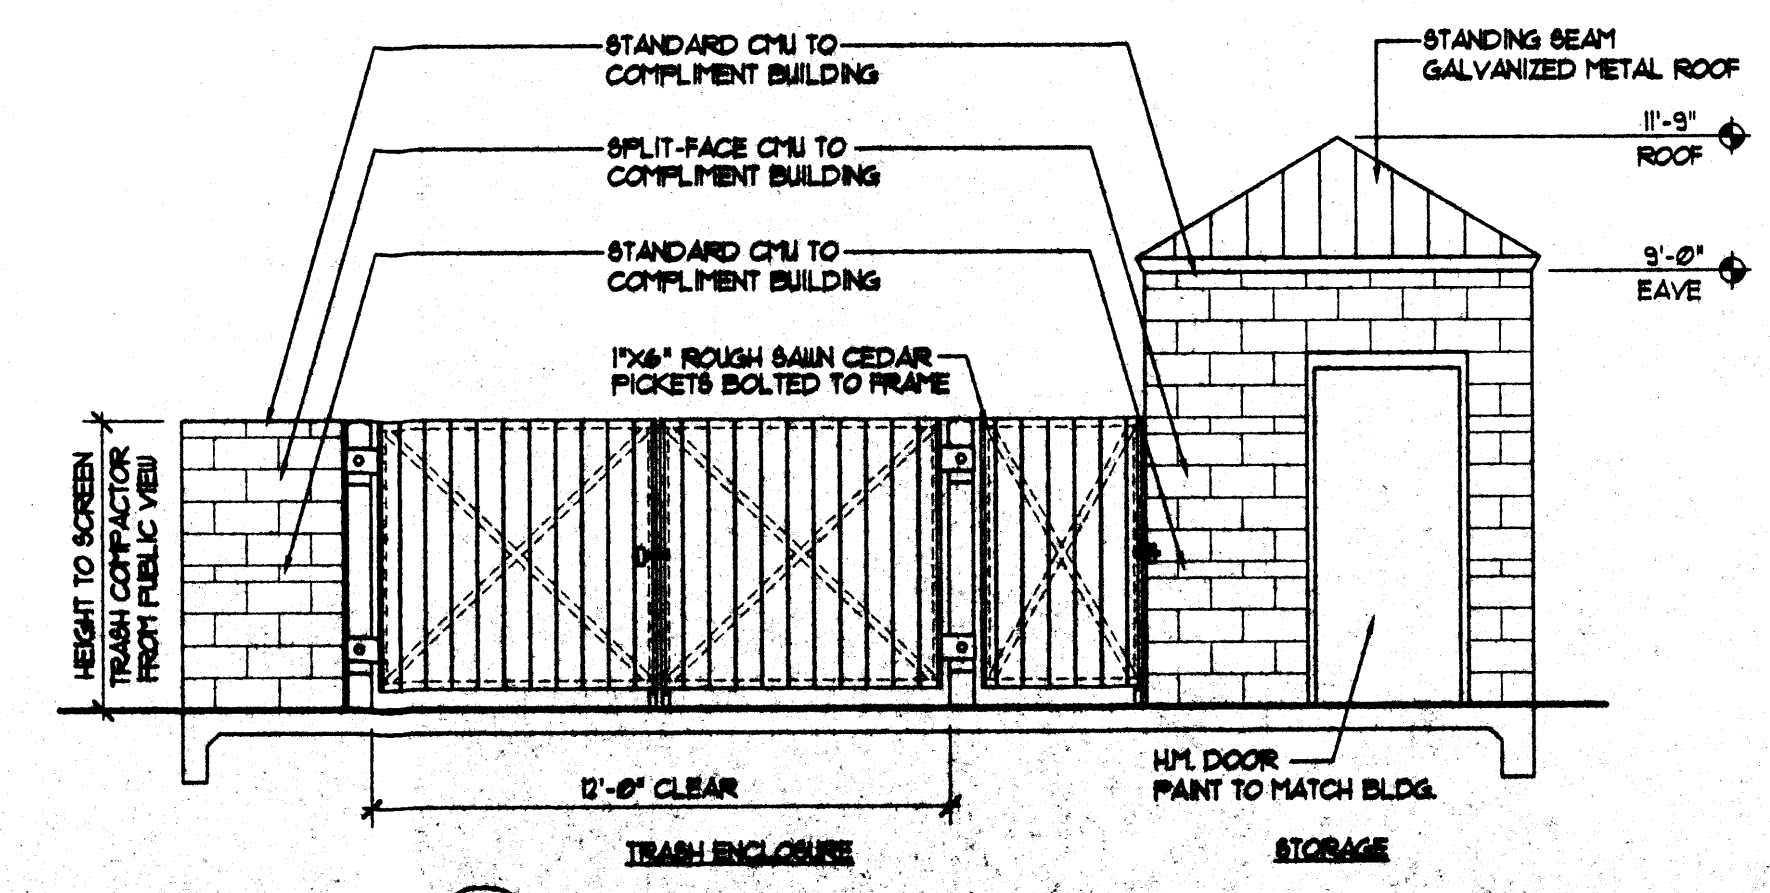 STANDARD CMU TO
COMPLIMENT BUILDING
STANDING SEAM
GALVANIZED METAL ROOF
11'-9"
ROOF
SPLIT-FACE CMU TO
COMPLIMENT BUILDING
STANDARD CMU TO
COMPLIMENT BUILDING
9'-0"
EAVE
1"X6" ROUGH SAWN CEDAR
PICKETS BOLTED TO FRAME
HEIGHT TO SCREEN
TRASH COMPACTOR
FROM PUBLIC VIEW
H.M. DOOR
PAINT TO MATCH BLDG.
12'-0" CLEAR
TRASH ENCLOSURE
STORAGE